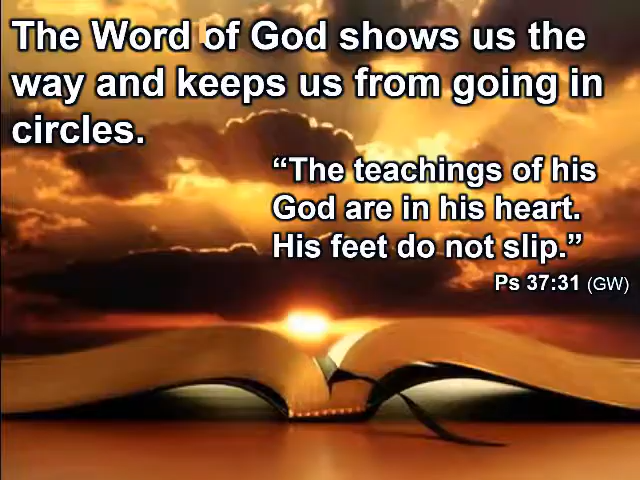 The Word of God shows us the
way and keeps us from going in
circles.
“The teachings of his
God are in his heart.
His feet do not slip.”
Ps 37:31 (GW)